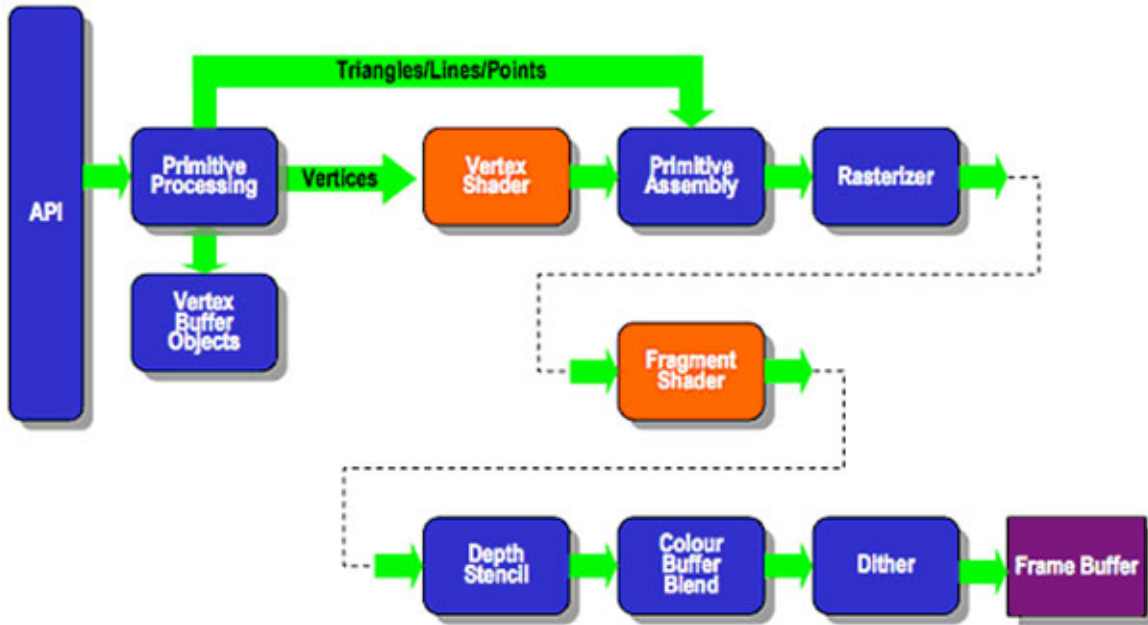 Triangles/Lines/Points
API
Primitive
Processing
Vertices
Vertex
Shader
Primitive
Assembly
Rasterizer
Vertex
Buffer
Objects
Fragment
Shader
Depth
Stencil
Colour
Buffer
Blend
Dither
Frame Buffer